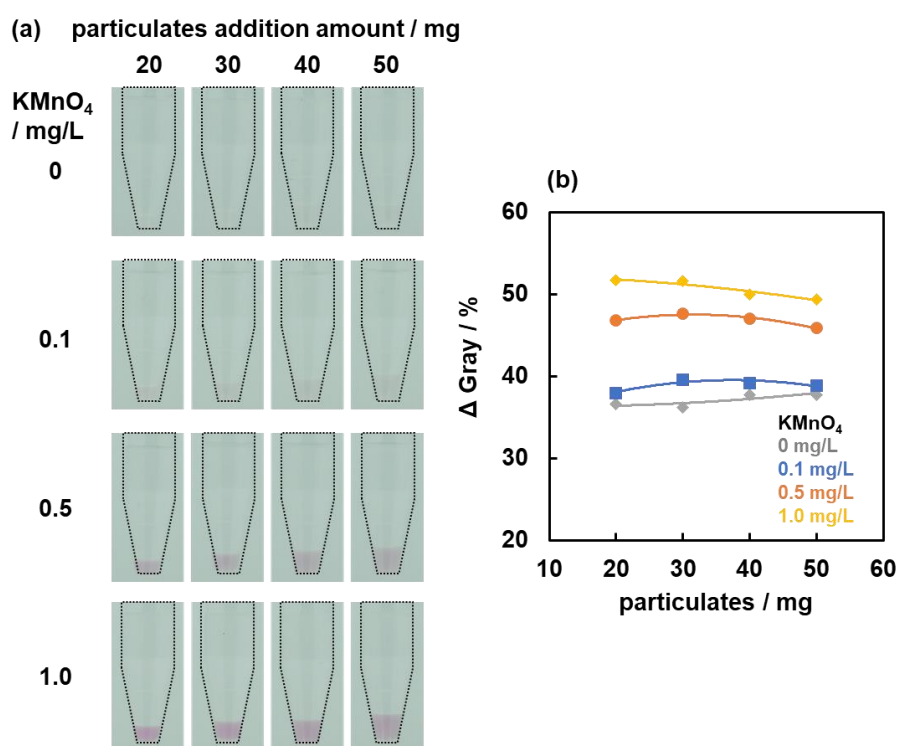 (a) particulates addition amount / mg
20 30 40 50
KMnO₄
/ mg/L
0
0.1
0.5
1.0
(b)
60
50
40
30
20
Δ Gray / %
KMnO₄
0 mg/L
0.1 mg/L
0.5 mg/L
1.0 mg/L
10 20 30 40 50 60
particulates / mg